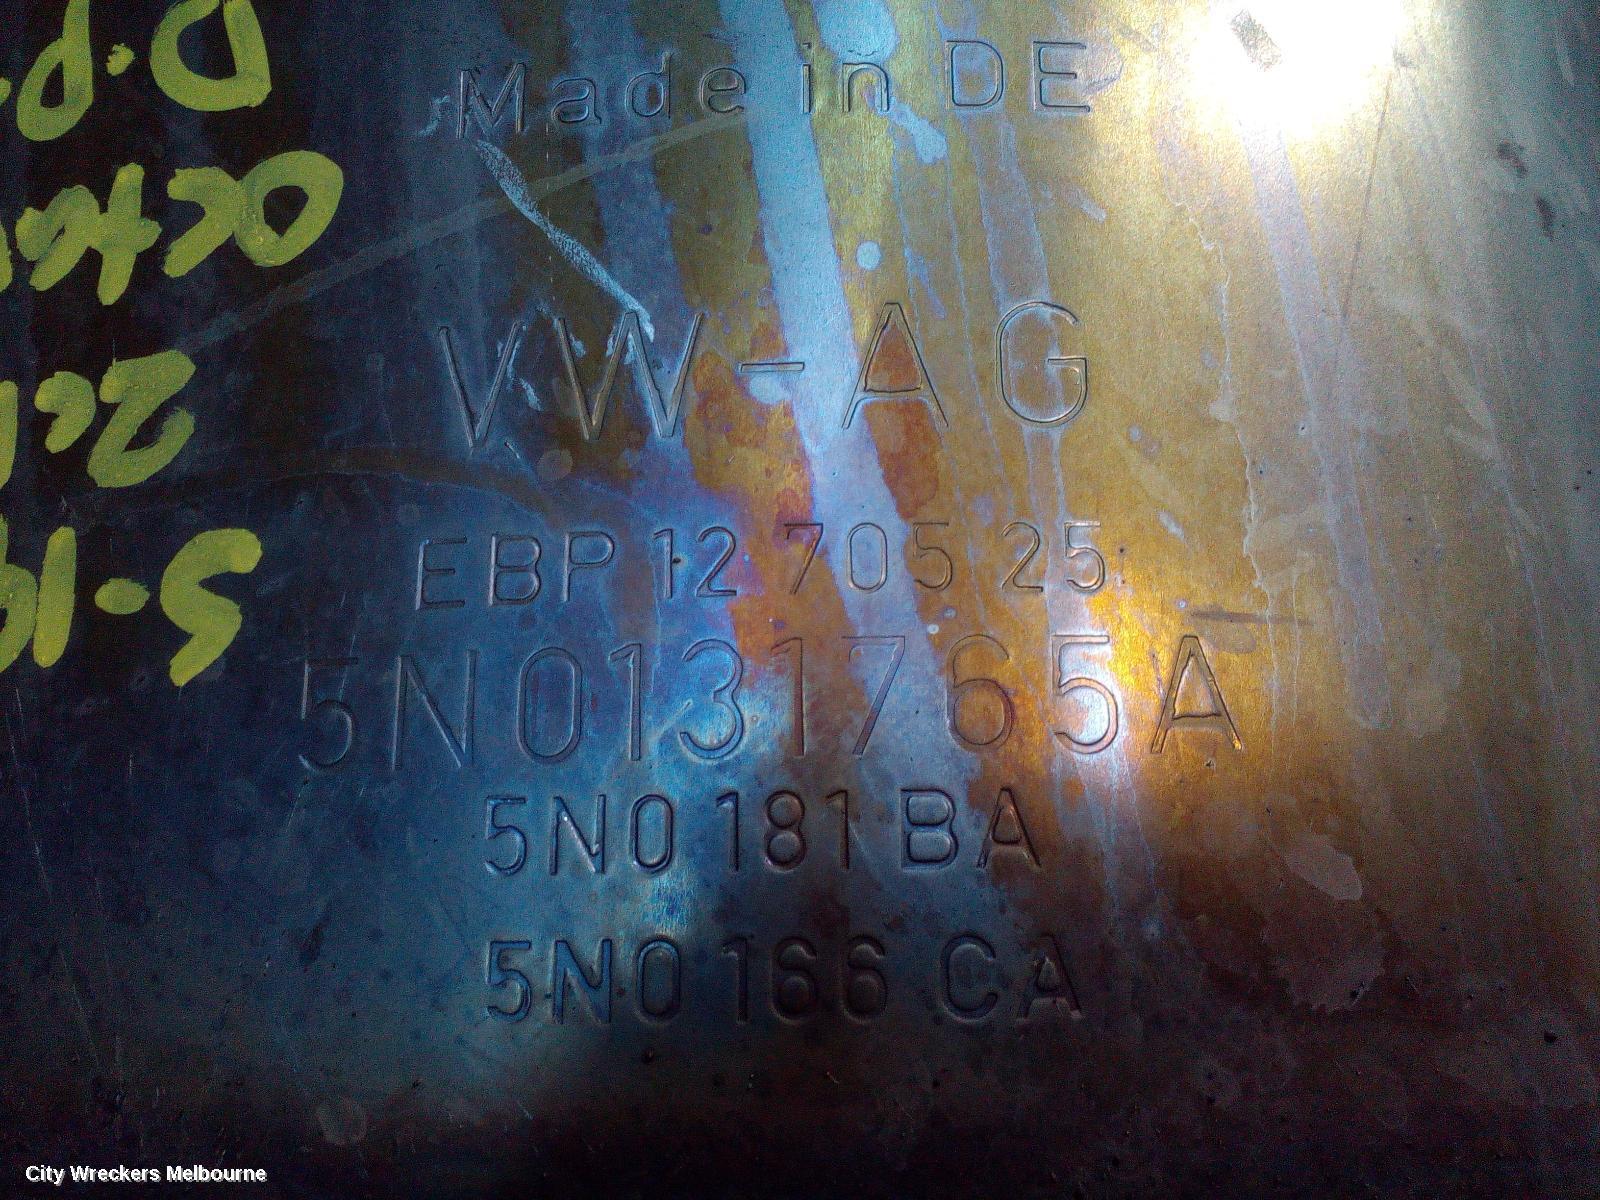 Made in DE
VW-AG
EBP 12 705 25
5N0131765A
5N0 181 BA
5N0 166 CA
City Wreckers Melbourne